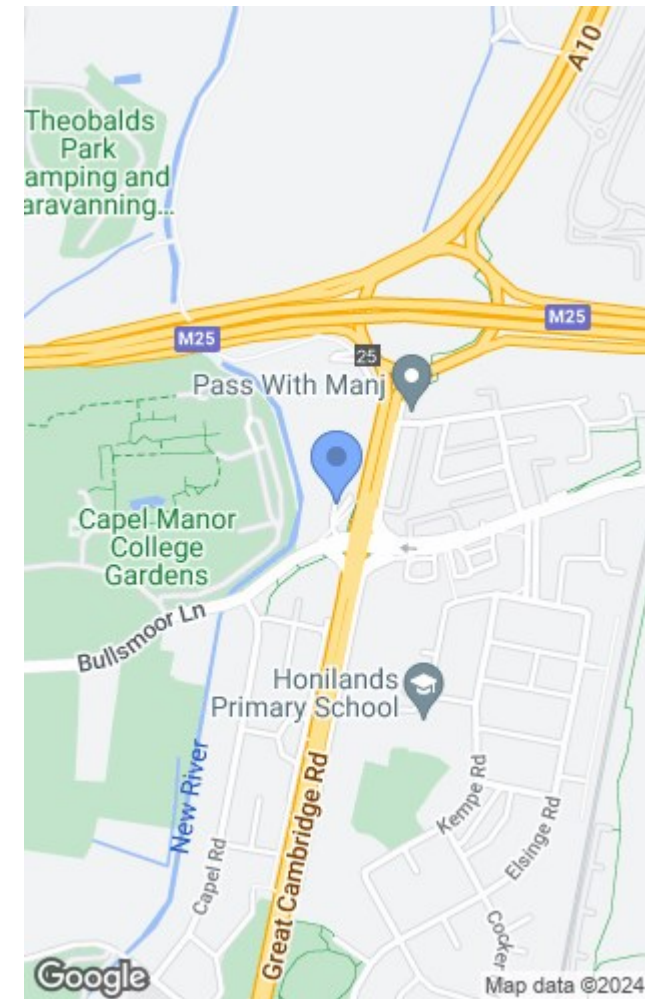 A10
Theobalds
Park
amping and
aravanning...
M25
M25
25
Pass With Manj
Capel Manor
College
Gardens
Bullsmoor Ln
Honilands
Primary School
New River
Kempe Rd
Elsinge Rd
Capel Rd
Great Cambridge Rd
Cocker
Google
Map data ©2024